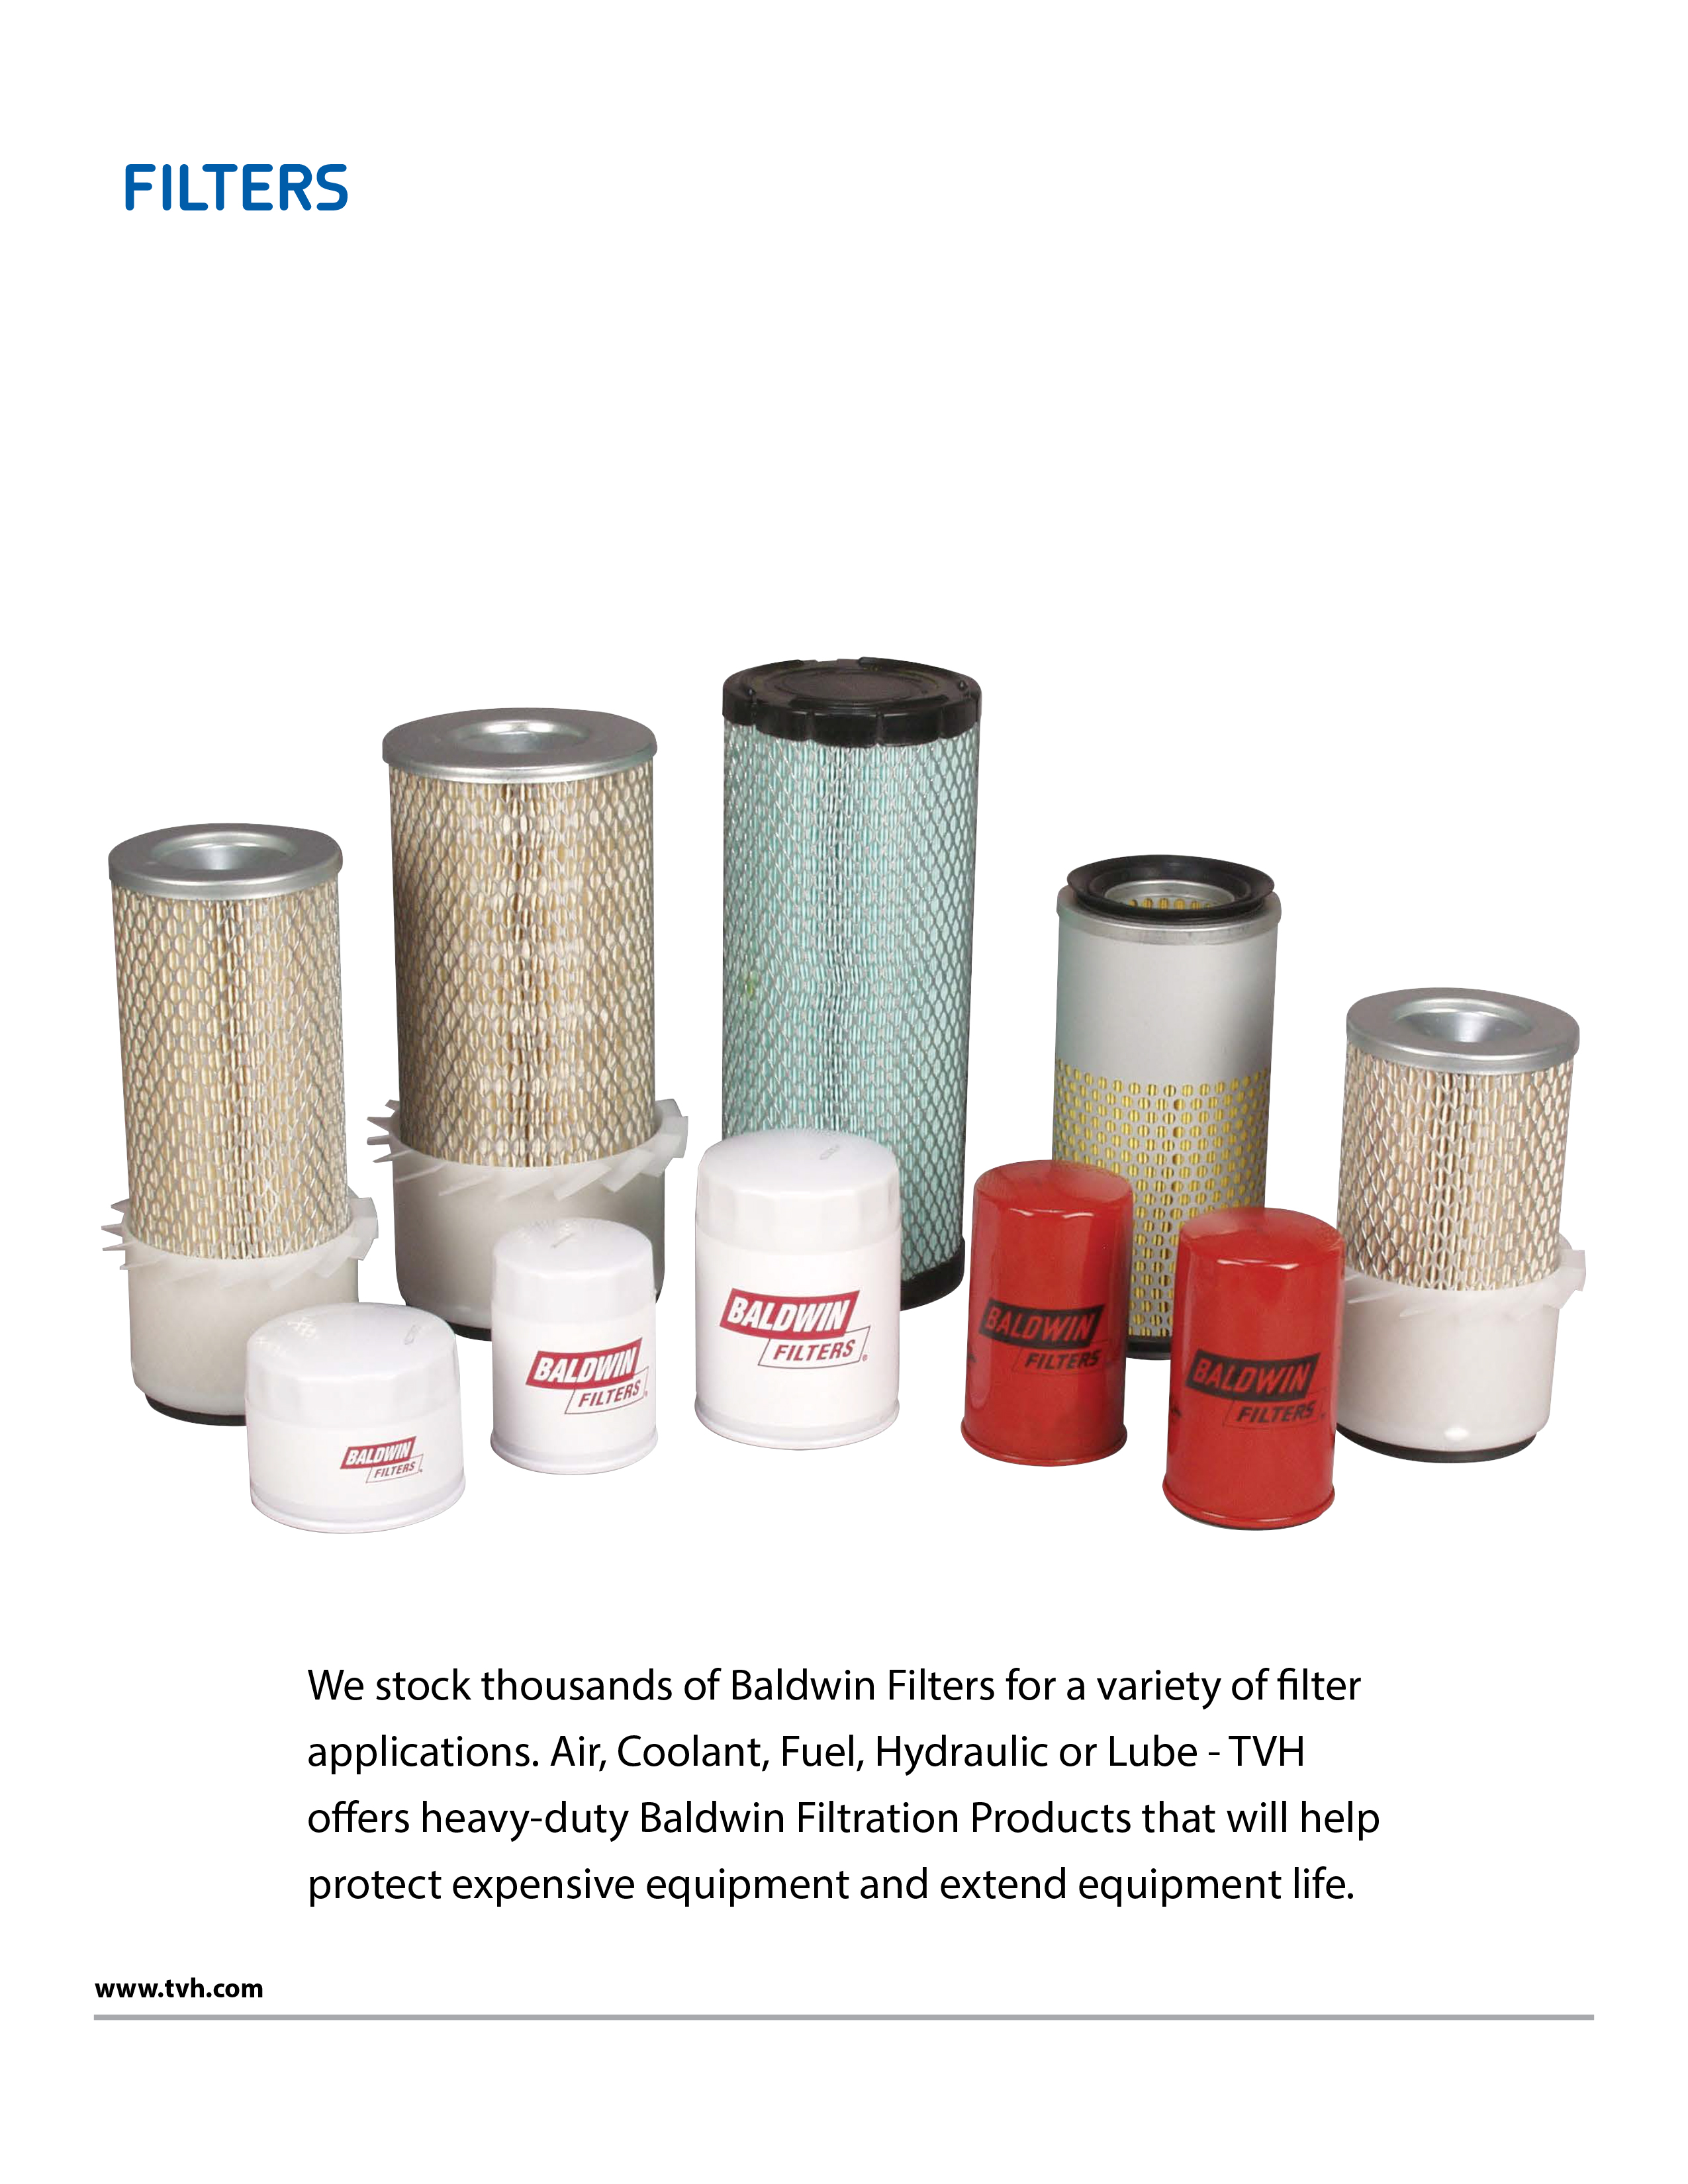 FILTERS
BALDWIN
FILTERS
BALDWIN
FILTERS
BALDWIN
FILTERS®
BALDWIN
FILTERS
BALDWIN
FILTERS
We stock thousands of Baldwin Filters for a variety of filter
applications. Air, Coolant, Fuel, Hydraulic or Lube - TVH
offers heavy-duty Baldwin Filtration Products that will help
protect expensive equipment and extend equipment life.
www.tvh.com